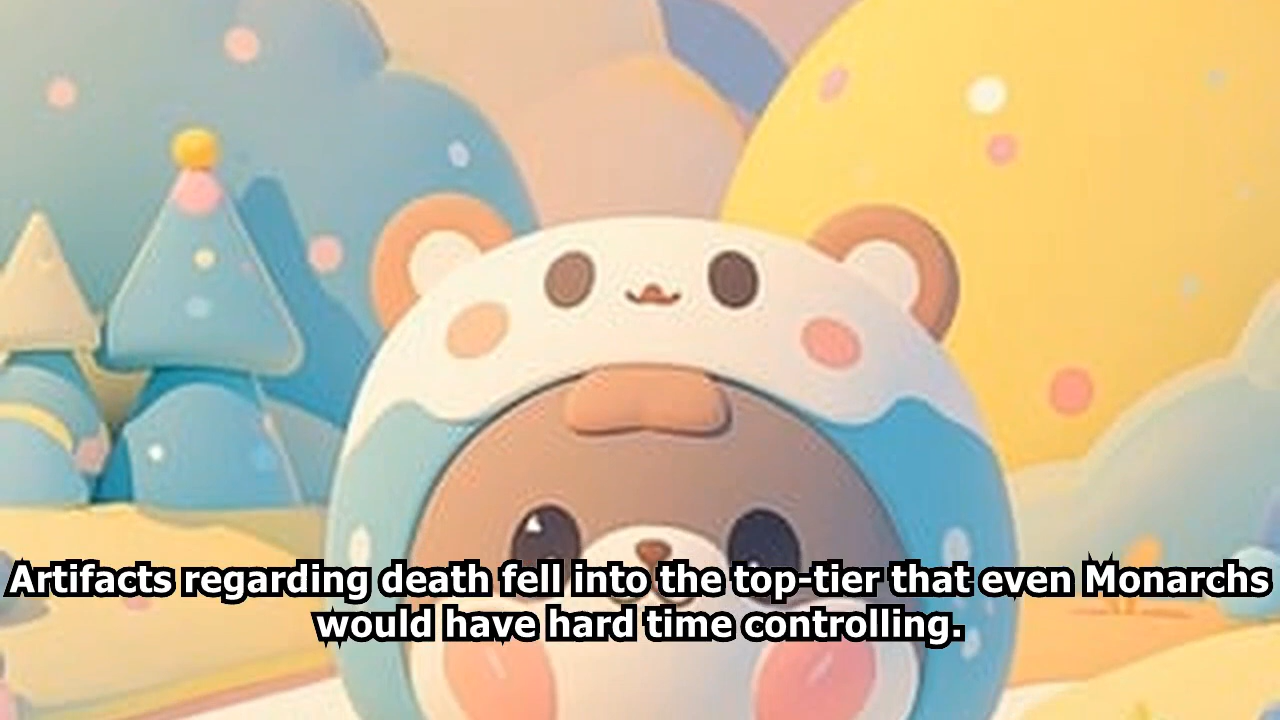 Artifacts regarding death fell into the top-tier that even Monarchs
would have hard time controlling.